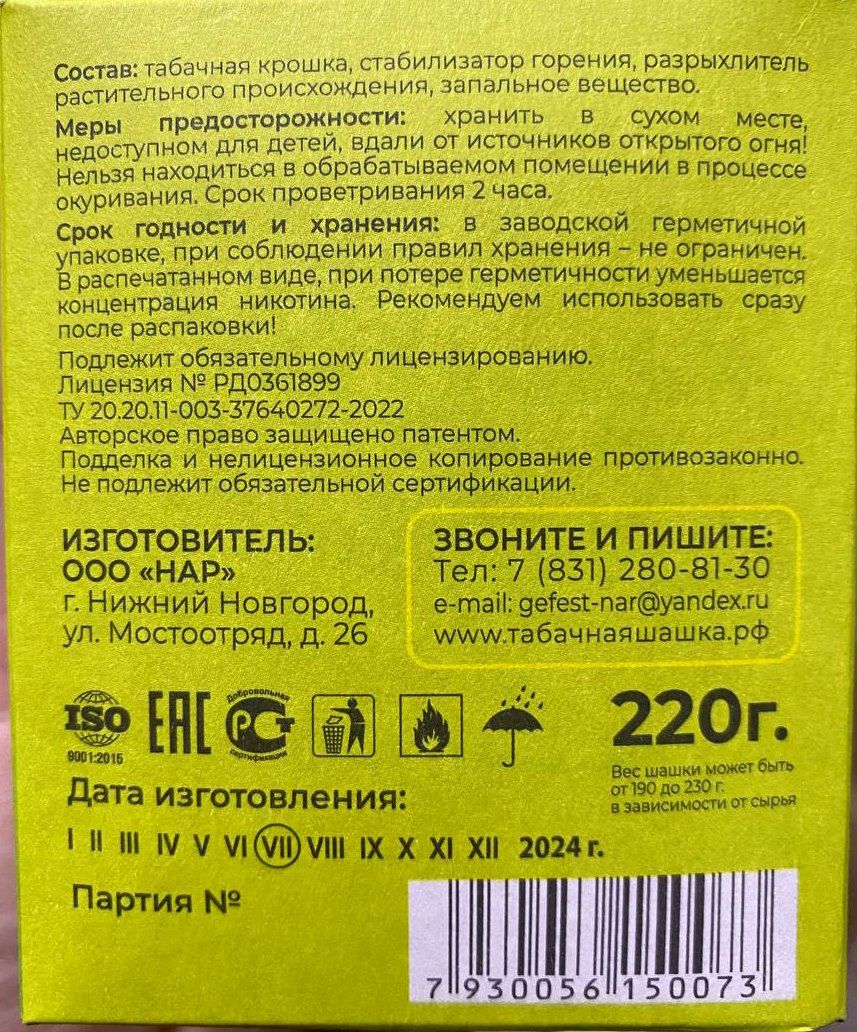 Состав: табачная крошка, стабилизатор горения, разрыхлитель
растительного происхождения, запальное вещество.
Меры предосторожности: хранить в сухом месте,
недоступном для детей, вдали от источников открытого огня!
Нельзя находиться в обрабатываемом помещении в процессе
окуривания. Срок проветривания 2 часа.
Срок годности и хранения: в заводской герметичной
упаковке, при соблюдении правил хранения – не ограничен.
В распечатанном виде, при потере герметичности уменьшается
концентрация никотина. Рекомендуем использовать сразу
после распаковки!
Подлежит обязательному лицензированию.
Лицензия № РД0361899
ТУ 20.20.11-003-37640272-2022
Авторское право защищено патентом.
Подделка и нелицензионное копирование противозаконно.
Не подлежит обязательной сертификации.
ИЗГОТОВИТЕЛЬ:
ООО «НАР»
г. Нижний Новгород,
ул. Мостоотряд, д. 26
ЗВОНИТЕ И ПИШИТЕ:
Тел: 7 (831) 280-81-30
e-mail: gefest-nar@yandex.ru
www.табачнаяшашка.рф
ISO
9001:2015
EAC
Добровольная
РСТ
сертификация
220г.
Вес шашки может быть
от 190 до 230 г.
в зависимости от сырья
Дата изготовления:
I II III IV V VI VII VIII IX X XI XII 2024 г.
Партия №
7 930056 150073